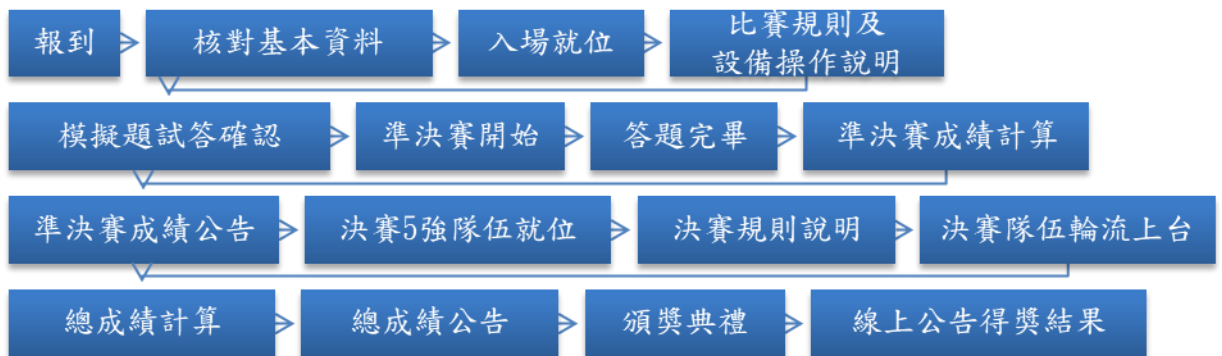 報到
核對基本資料
入場就位
比賽規則及
設備操作說明
模擬題試答確認
準決賽開始
答題完畢
準決賽成績計算
準決賽成績公告
決賽5強隊伍就位
決賽規則說明
決賽隊伍輪流上台
總成績計算
總成績公告
頒獎典禮
線上公告得獎結果